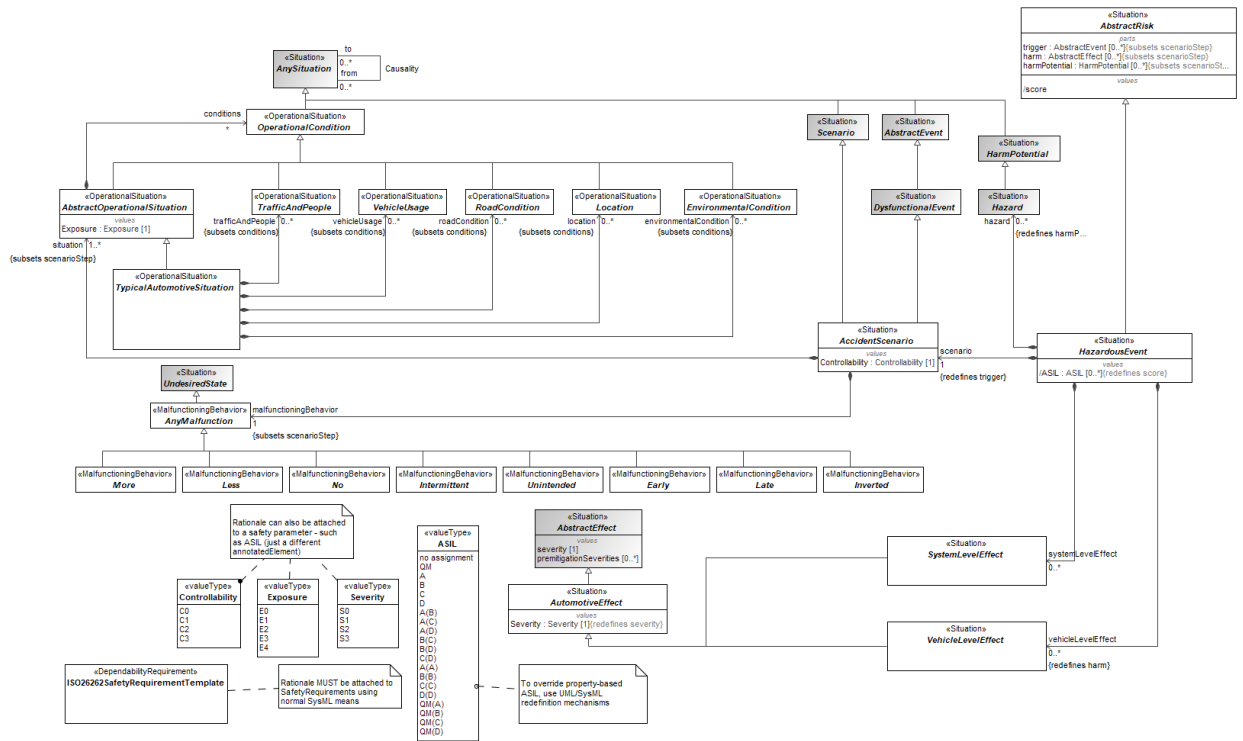 «Situation»
AbstractRisk
parts
trigger : AbstractEvent [0..*]{subsets scenarioStep}
harm : AbstractEffect [0..*]{subsets scenarioStep}
harmPotential : HarmPotential [0..*]{subsets scenarioSt...
values
/score
«Situation»
AnySituation
to
0..*
from
0..*
Causality
conditions
*
«OperationalSituation»
OperationalCondition
«Situation»
Scenario
«Situation»
AbstractEvent
«Situation»
HarmPotential
«OperationalSituation»
AbstractOperationalSituation
values
Exposure : Exposure [1]
«OperationalSituation»
TrafficAndPeople
«OperationalSituation»
VehicleUsage
«OperationalSituation»
RoadCondition
«OperationalSituation»
Location
«OperationalSituation»
EnvironmentalCondition
«Situation»
DysfunctionalEvent
«Situation»
Hazard
trafficAndPeople 0..*
{subsets conditions}
vehicleUsage 0..*
{subsets conditions}
roadCondition 0..*
{subsets conditions}
location 0..*
{subsets conditions}
environmentalCondition 0..*
{subsets conditions}
hazard 0..*
{redefines harmP...
situation 1..*
{subsets scenarioStep}
«OperationalSituation»
TypicalAutomotiveSituation
«Situation»
AccidentScenario
values
Controllability : Controllability [1]
scenario
1
{redefines trigger}
«Situation»
HazardousEvent
values
/ASIL : ASIL [0..*]{redefines score}
«Situation»
UndesiredState
«MalfunctioningBehavior»
AnyMalfunction
malfunctioningBehavior
1
{subsets scenarioStep}
«MalfunctioningBehavior»
More
«MalfunctioningBehavior»
Less
«MalfunctioningBehavior»
No
«MalfunctioningBehavior»
Intermittent
«MalfunctioningBehavior»
Unintended
«MalfunctioningBehavior»
Early
«MalfunctioningBehavior»
Late
«MalfunctioningBehavior»
Inverted
Rationale can also be attached
to a safety parameter - such
as ASIL (just a different
annotatedElement)
«valueType»
Controllability
C0
C1
C2
C3
«valueType»
Exposure
E0
E1
E2
E3
E4
«valueType»
Severity
S0
S1
S2
S3
«valueType»
ASIL
no assignment
QM
A
B
C
D
A(B)
A(C)
A(D)
B(C)
B(D)
C(D)
A(A)
B(B)
C(C)
D(D)
QM(A)
QM(B)
QM(C)
QM(D)
«Situation»
AbstractEffect
values
severity [1]
premitigationSeverities [0..*]
«Situation»
AutomotiveEffect
values
Severity : Severity [1]{redefines severity}
«Situation»
SystemLevelEffect
systemLevelEffect
0..*
«Situation»
VehicleLevelEffect
vehicleLevelEffect
0..*
{redefines harm}
«DependabilityRequirement»
ISO26262SafetyRequirementTemplate
Rationale MUST be attached to
SafetyRequirements using
normal SysML means
To override property-based
ASIL, use UML/SysML
redefinition mechanisms